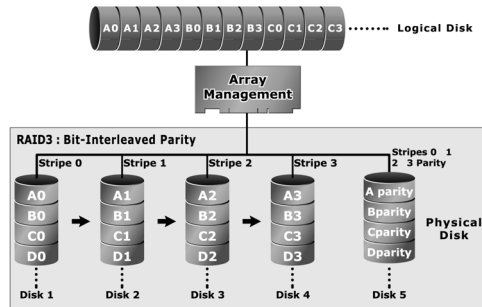 A0 A1 A2 A3 B0 B1 B2 B3 C0 C1 C2 C3
Logical Disk
Array
Management
RAID3 : Bit-Interleaved Parity
Stripe 0
Stripe 1
Stripe 2
Stripe 3
Stripes 0 1
2 3 Parity
A0
B0
C0
D0
A1
B1
C1
D1
A2
B2
C2
D2
A3
B3
C3
D3
A parity
Bparity
Cparity
Dparity
Physical
Disk
Disk 1
Disk 2
Disk 3
Disk 4
Disk 5